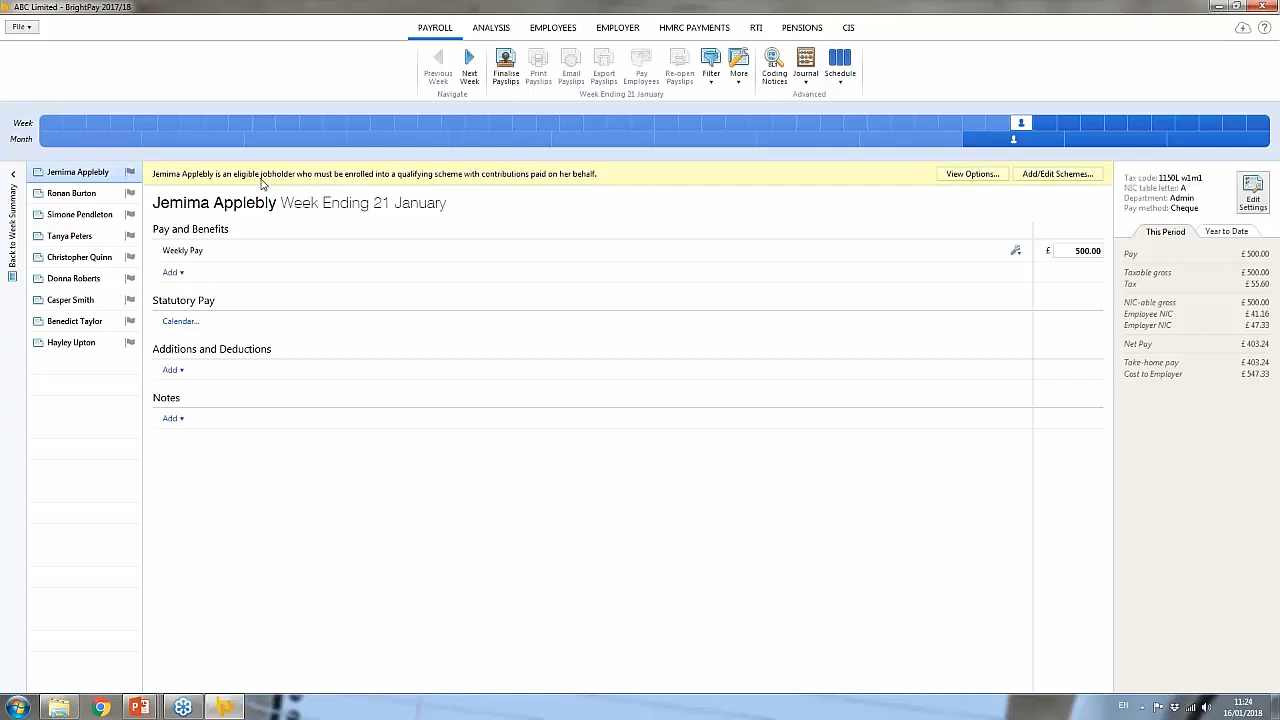 ABC Limited - BrightPay 2017/18
File
PAYROLL ANALYSIS EMPLOYEES EMPLOYER HMRC PAYMENTS RTI PENSIONS CIS
Previous Week
Next Week
Finalise Payslips
Print Payslips
Email Payslips
Export Payslips
Pay Employees
Re-open Payslips
Filter
More
Coding Notices
Journal
Schedule
Navigate
Week Ending 21 January
Advanced
Week
Month
Back to Week Summary
Jemima Applebly
Ronan Burton
Simone Pendleton
Tanya Peters
Christopher Quinn
Donna Roberts
Casper Smith
Benedict Taylor
Hayley Upton
Jemima Applebly is an eligible jobholder who must be enrolled into a qualifying scheme with contributions paid on her behalf.
View Options...
Add/Edit Schemes...
Jemima Applebly Week Ending 21 January
Pay and Benefits
Weekly Pay £ 500.00
Add
Statutory Pay
Calendar...
Additions and Deductions
Add
Notes
Add
Tax code: 1150L w1m1
NIC table letter: A
Department: Admin
Pay method: Cheque
Edit Settings
This Period
Year to Date
Pay £ 500.00
Taxable gross £ 500.00
Tax £ 55.60
NIC-able gross £ 500.00
Employee NIC £ 41.16
Employer NIC £ 47.33
Net Pay £ 403.24
Take-home pay £ 403.24
Cost to Employer £ 547.33
EN
11:24
16/01/2018